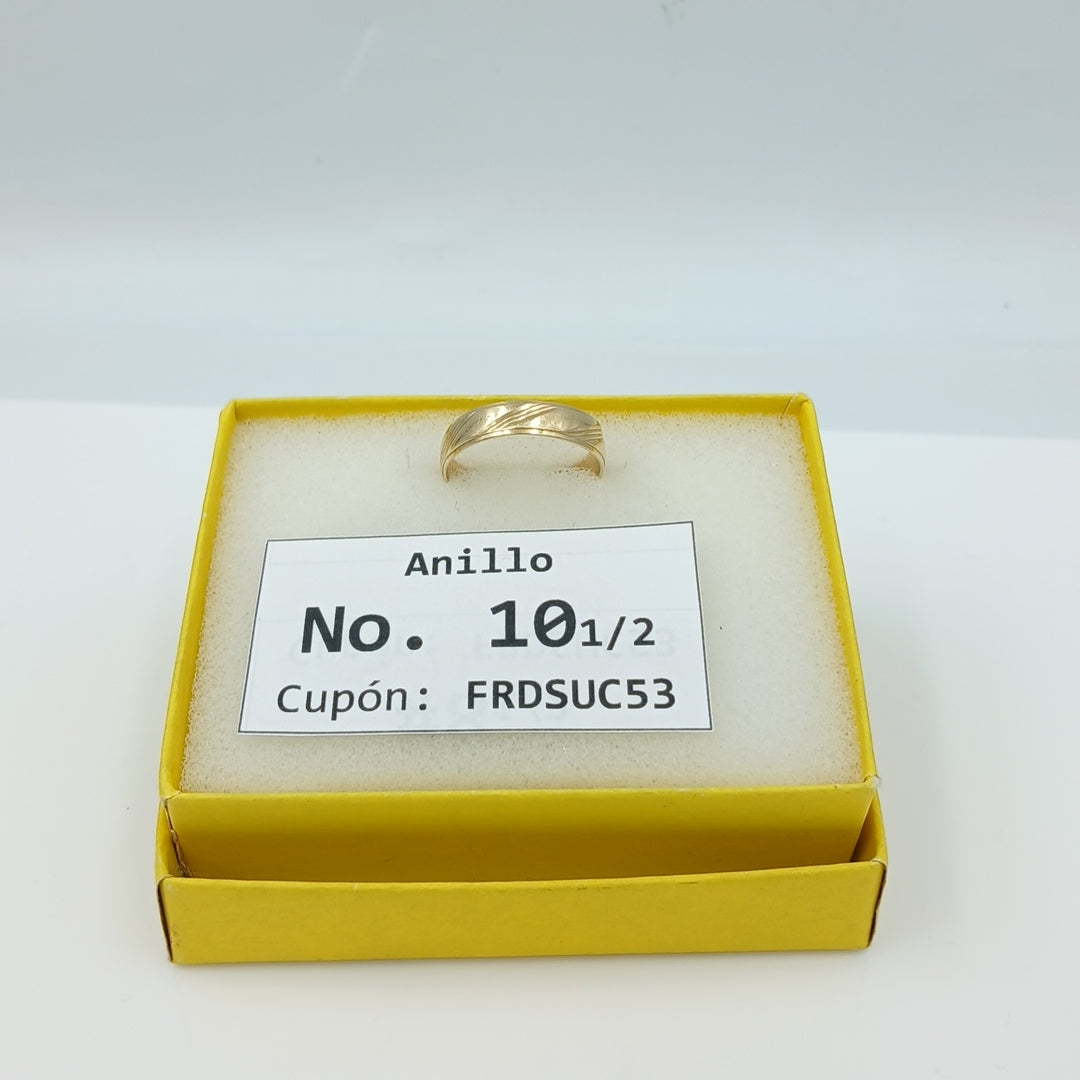 Anillo
No. 10 1/2
Cupón: FRDSUC53